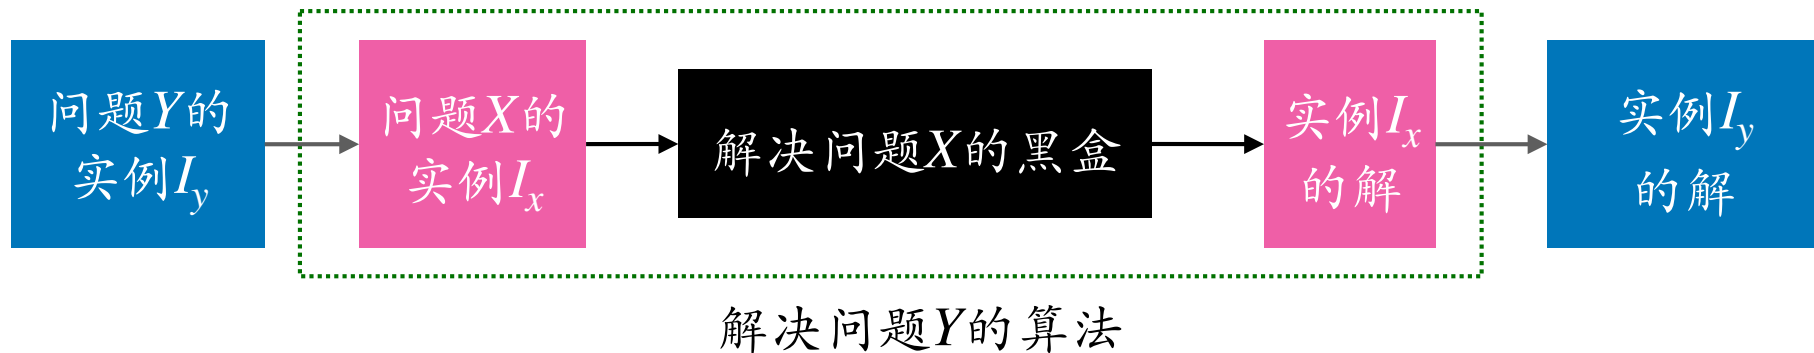 问题Y的
实例I_y
问题X的
实例I_x
解决问题X的黑盒
实例I_x
的解
实例I_y
的解
解决问题Y的算法